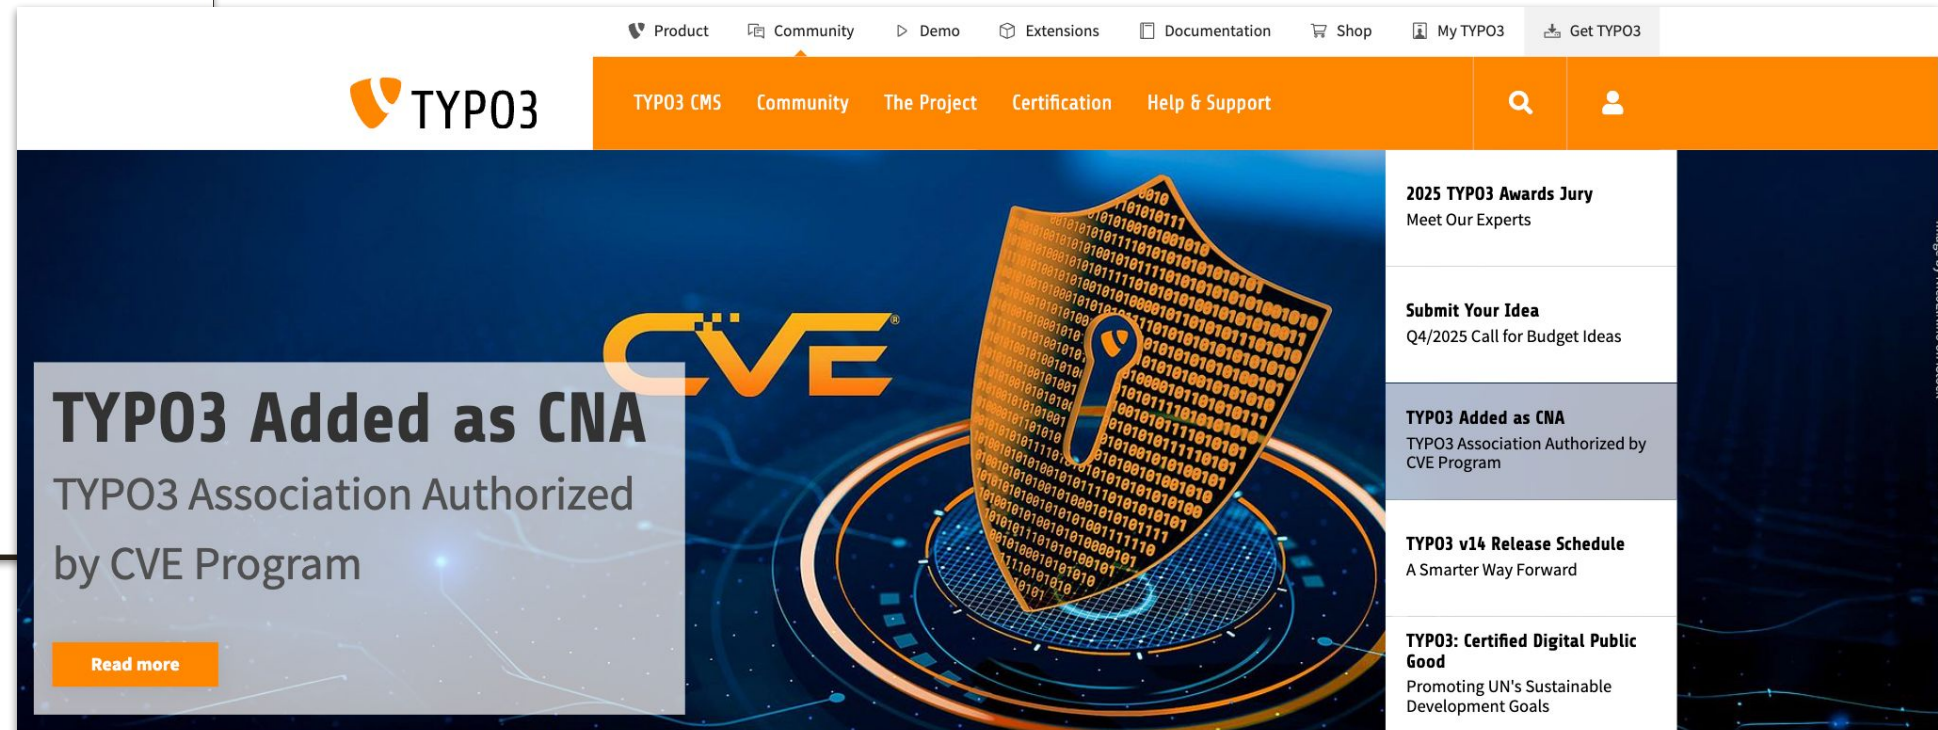 Product
Community
Demo
Extensions
Documentation
Shop
My TYPO3
Get TYPO3
TYPO3
TYPO3 CMS
Community
The Project
Certification
Help & Support
CVE®
TYPO3 Added as CNA
TYPO3 Association Authorized
by CVE Program
Read more
2025 TYPO3 Awards Jury
Meet Our Experts
Submit Your Idea
Q4/2025 Call for Budget Ideas
TYPO3 Added as CNA
TYPO3 Association Authorized by
CVE Program
TYPO3 v14 Release Schedule
A Smarter Way Forward
TYPO3: Certified Digital Public
Good
Promoting UN's Sustainable
Development Goals